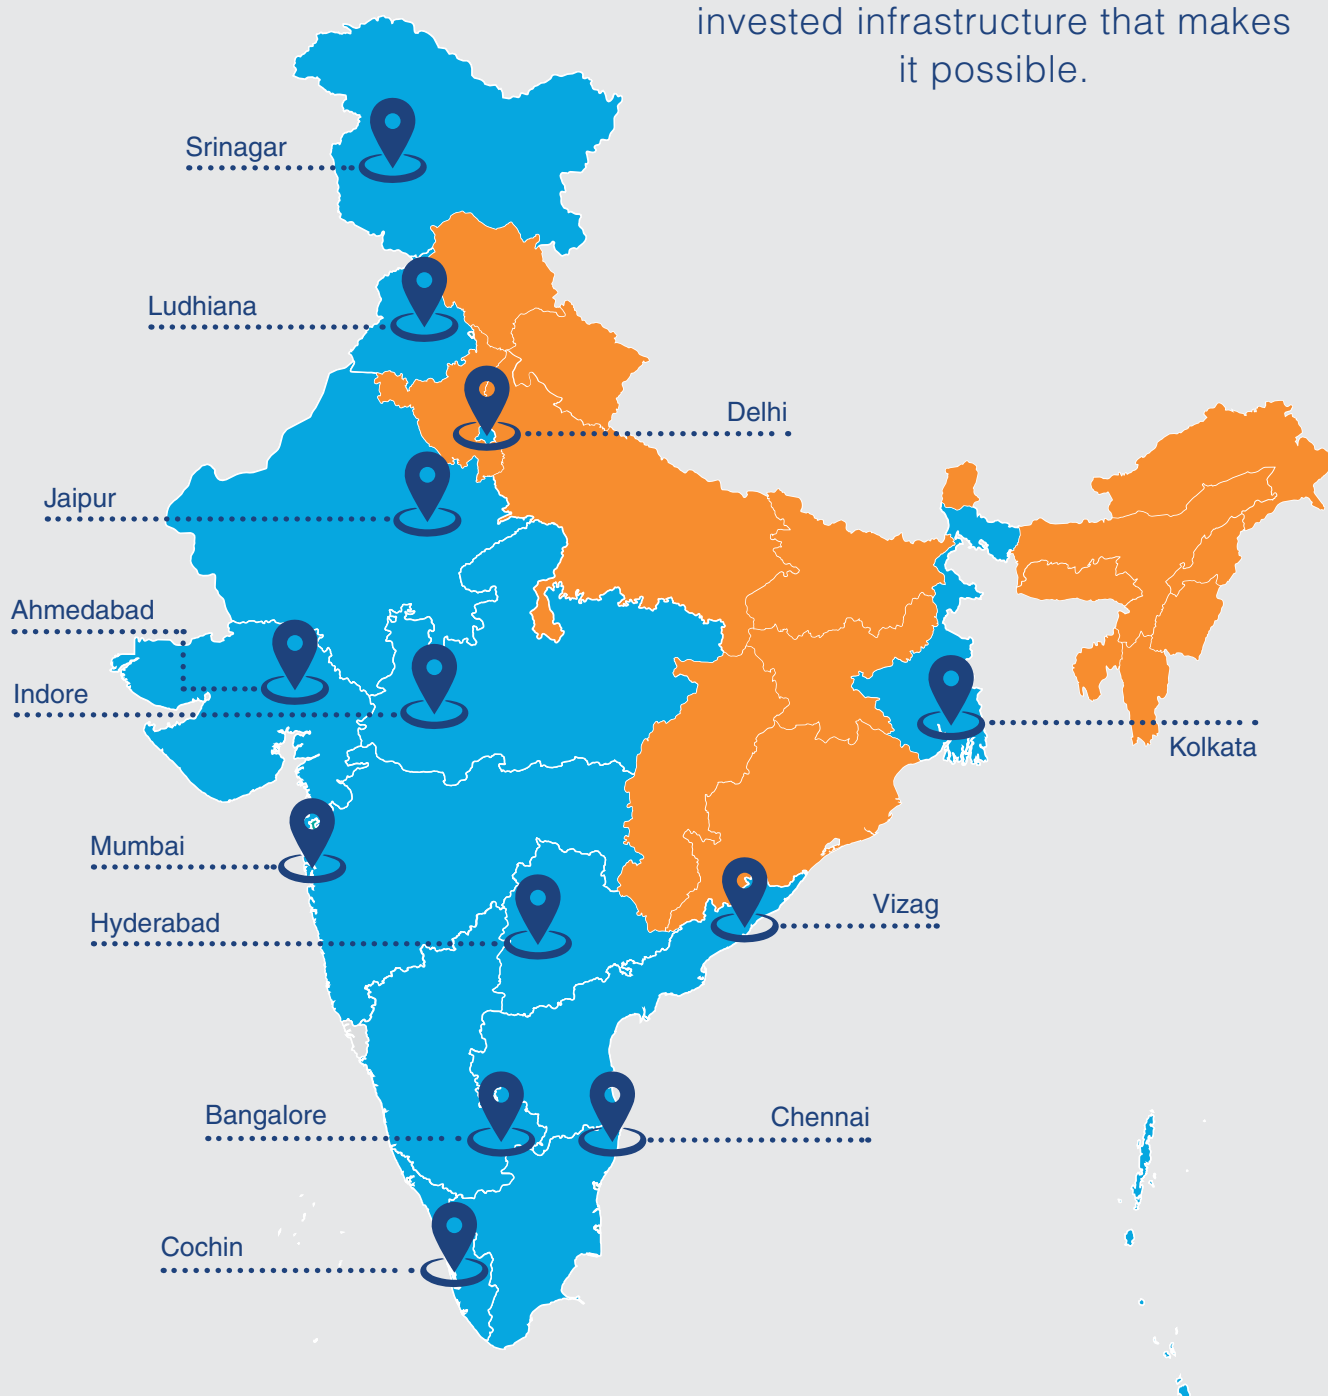 invested infrastructure that makes
it possible.
Srinagar
Ludhiana
Delhi
Jaipur
Ahmedabad
Indore
Kolkata
Mumbai
Vizag
Hyderabad
Bangalore
Chennai
Cochin